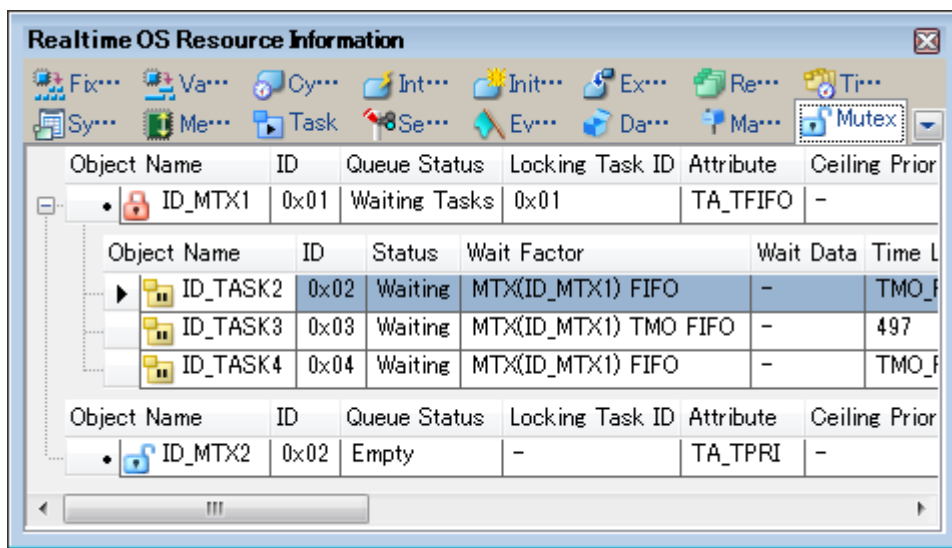 Realtime OS Resource Information
Fix… Va… Cy… Int… Init… Ex… Re… Ti…
Sy… Me… Task Se… Ev… Da… Ma… Mutex
Object Name ID Queue Status Locking Task ID Attribute Ceiling Prior
ID_MTX1 0x01 Waiting Tasks 0x01 TA_TFIFO -
Object Name ID Status Wait Factor Wait Data Time L
ID_TASK2 0x02 Waiting MTX(ID_MTX1) FIFO - TMO_F
ID_TASK3 0x03 Waiting MTX(ID_MTX1) TMO FIFO - 497
ID_TASK4 0x04 Waiting MTX(ID_MTX1) FIFO - TMO_F
Object Name ID Queue Status Locking Task ID Attribute Ceiling Prior
ID_MTX2 0x02 Empty - TA_TPRI -